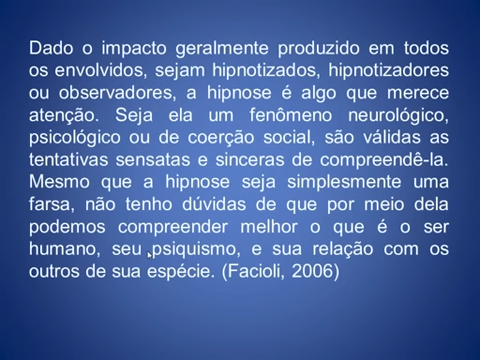 Dado o impacto geralmente produzido em todos
os envolvidos, sejam hipnotizados, hipnotizadores
ou observadores, a hipnose é algo que merece
atenção. Seja ela um fenômeno neurológico,
psicológico ou de coerção social, são válidas as
tentativas sensatas e sinceras de compreendê-la.
Mesmo que a hipnose seja simplesmente uma
farsa, não tenho dúvidas de que por meio dela
podemos compreender melhor o que é o ser
humano, seu psiquismo, e sua relação com os
outros de sua espécie. (Facioli, 2006)